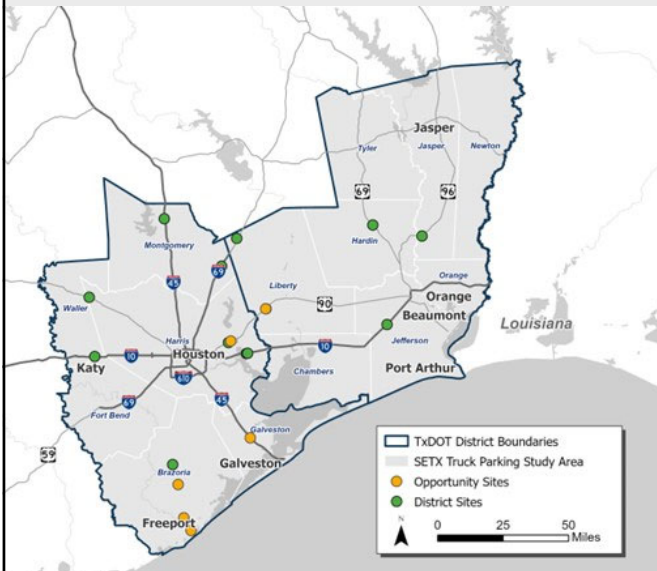 Jasper
Tyler
Jasper
Newton
69
96
Montgomery
Hardin
45
69
Liberty
Orange
Waller
90
Orange
Harris
Beaumont
Louisiana
10
Houston
10
Jefferson
Katy
Chambers
Port Arthur
610
69
45
Fort Bend
Galveston
59
Galveston
Brazoria
Freeport
TxDOT District Boundaries
SETX Truck Parking Study Area
Opportunity Sites
District Sites
N
0 25 50
Miles